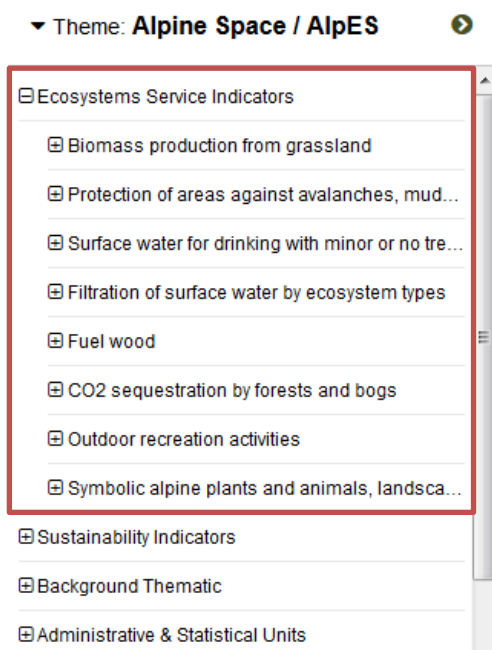 Theme: Alpine Space / AlpES
Ecosystems Service Indicators
Biomass production from grassland
Protection of areas against avalanches, mud...
Surface water for drinking with minor or no tre...
Filtration of surface water by ecosystem types
Fuel wood
CO2 sequestration by forests and bogs
Outdoor recreation activities
Symbolic alpine plants and animals, landsca...
Sustainability Indicators
Background Thematic
Administrative & Statistical Units